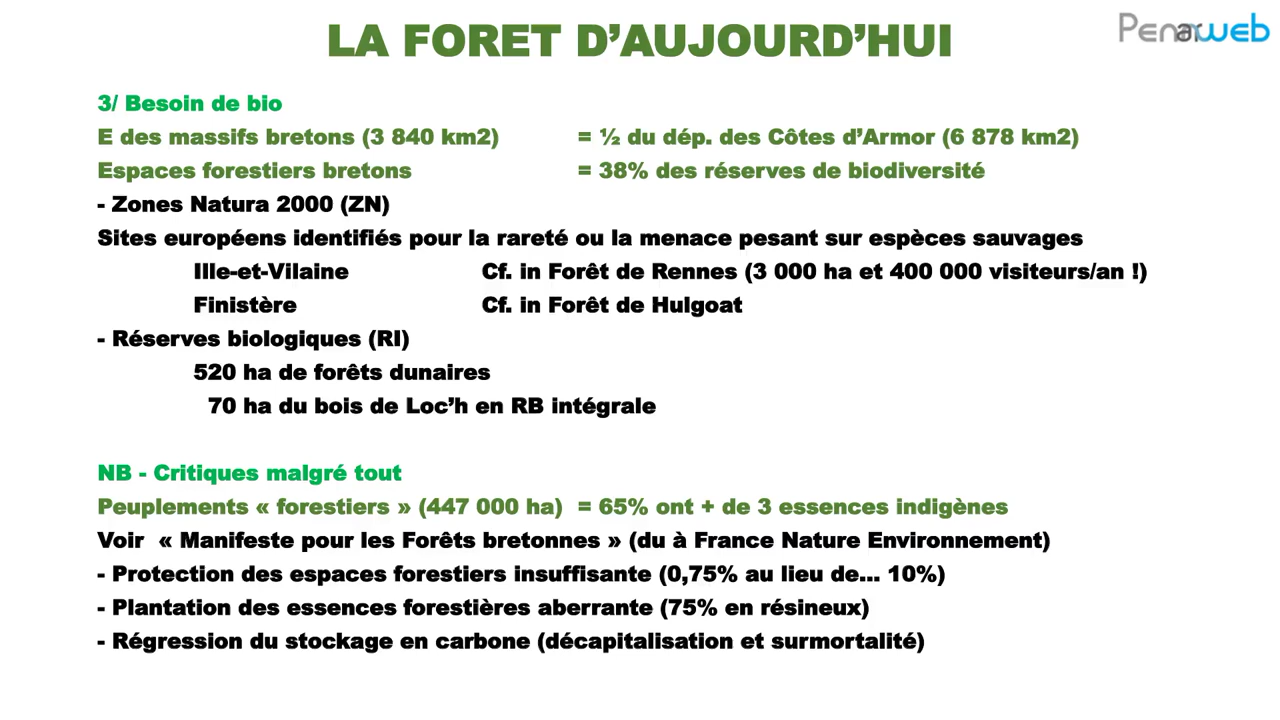 LA FORET D’AUJOURD’HUI
Penarweb
3/ Besoin de bio
E des massifs bretons (3 840 km2) = ½ du dép. des Côtes d’Armor (6 878 km2)
Espaces forestiers bretons = 38% des réserves de biodiversité
- Zones Natura 2000 (ZN)
Sites européens identifiés pour la rareté ou la menace pesant sur espèces sauvages
Ille-et-Vilaine Cf. in Forêt de Rennes (3 000 ha et 400 000 visiteurs/an !)
Finistère Cf. in Forêt de Hulgoat
- Réserves biologiques (RI)
520 ha de forêts dunaires
70 ha du bois de Loc’h en RB intégrale
NB - Critiques malgré tout
Peuplements « forestiers » (447 000 ha) = 65% ont + de 3 essences indigènes
Voir « Manifeste pour les Forêts bretonnes » (du à France Nature Environnement)
- Protection des espaces forestiers insuffisante (0,75% au lieu de... 10%)
- Plantation des essences forestières aberrante (75% en résineux)
- Régression du stockage en carbone (décapitalisation et surmortalité)